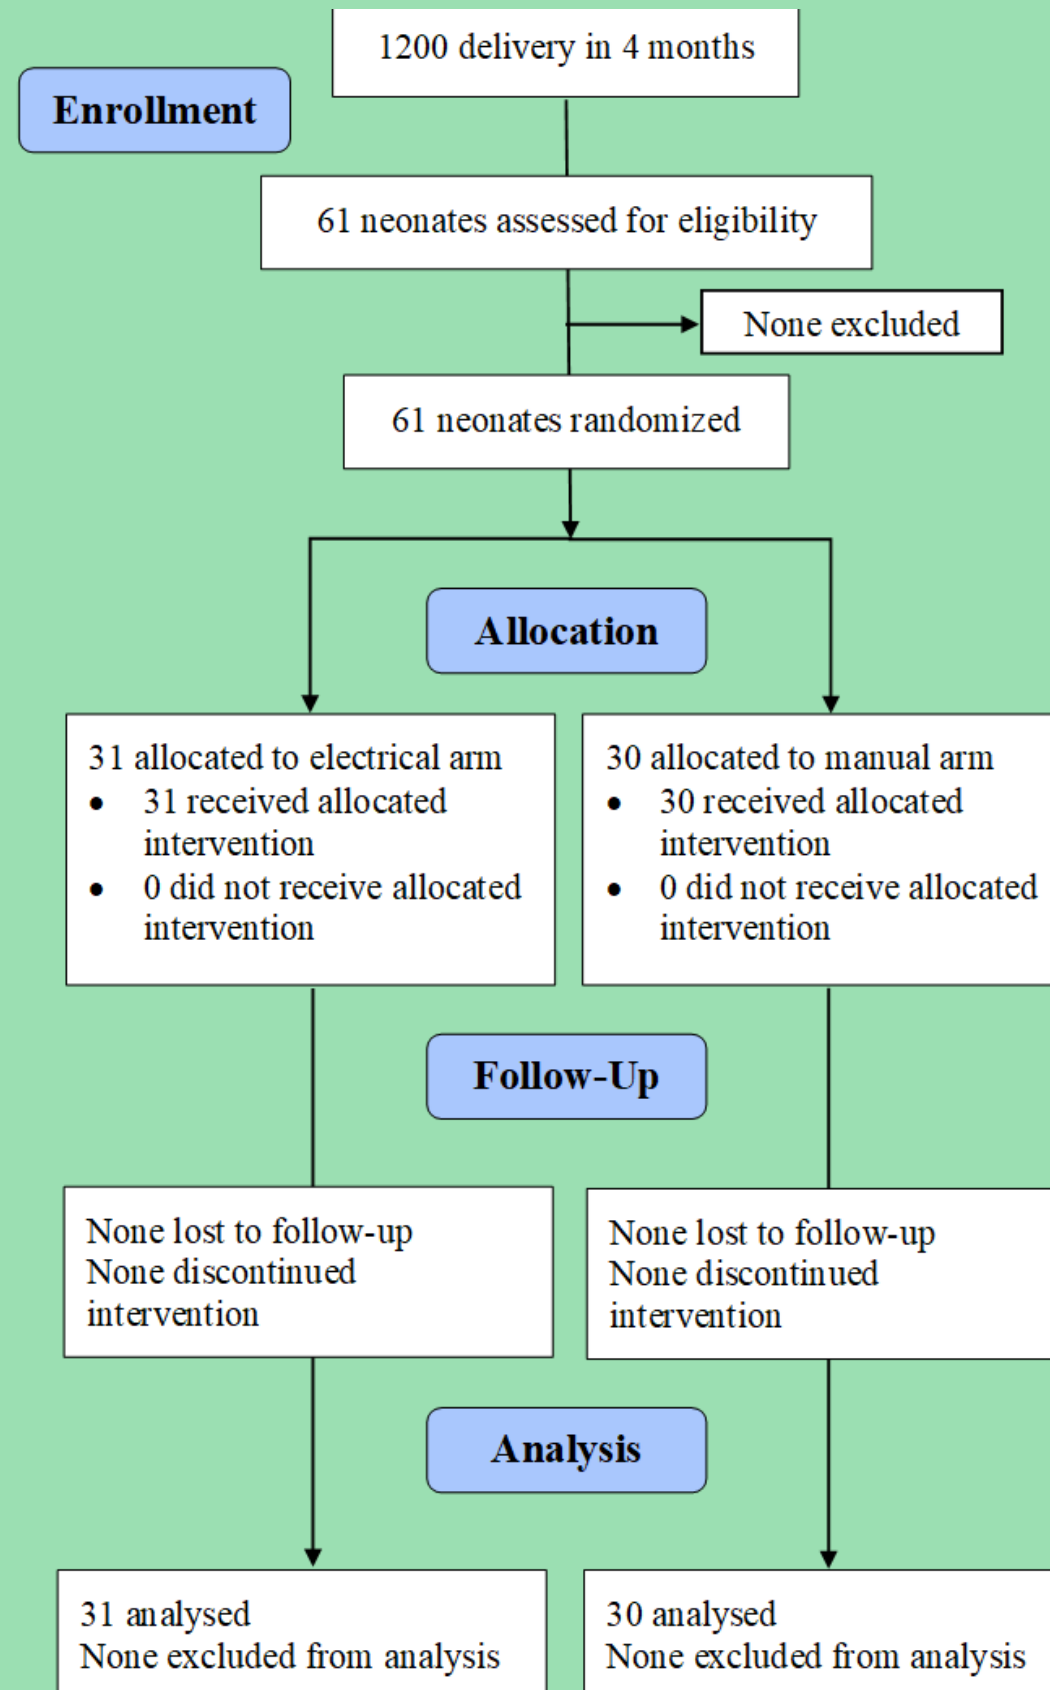 1200 delivery in 4 months
Enrollment
61 neonates assessed for eligibility
None excluded
61 neonates randomized
Allocation
31 allocated to electrical arm
• 31 received allocated
intervention
• 0 did not receive allocated
intervention
30 allocated to manual arm
• 30 received allocated
intervention
• 0 did not receive allocated
intervention
Follow-Up
None lost to follow-up
None discontinued
intervention
None lost to follow-up
None discontinued
intervention
Analysis
31 analysed
None excluded from analysis
30 analysed
None excluded from analysis